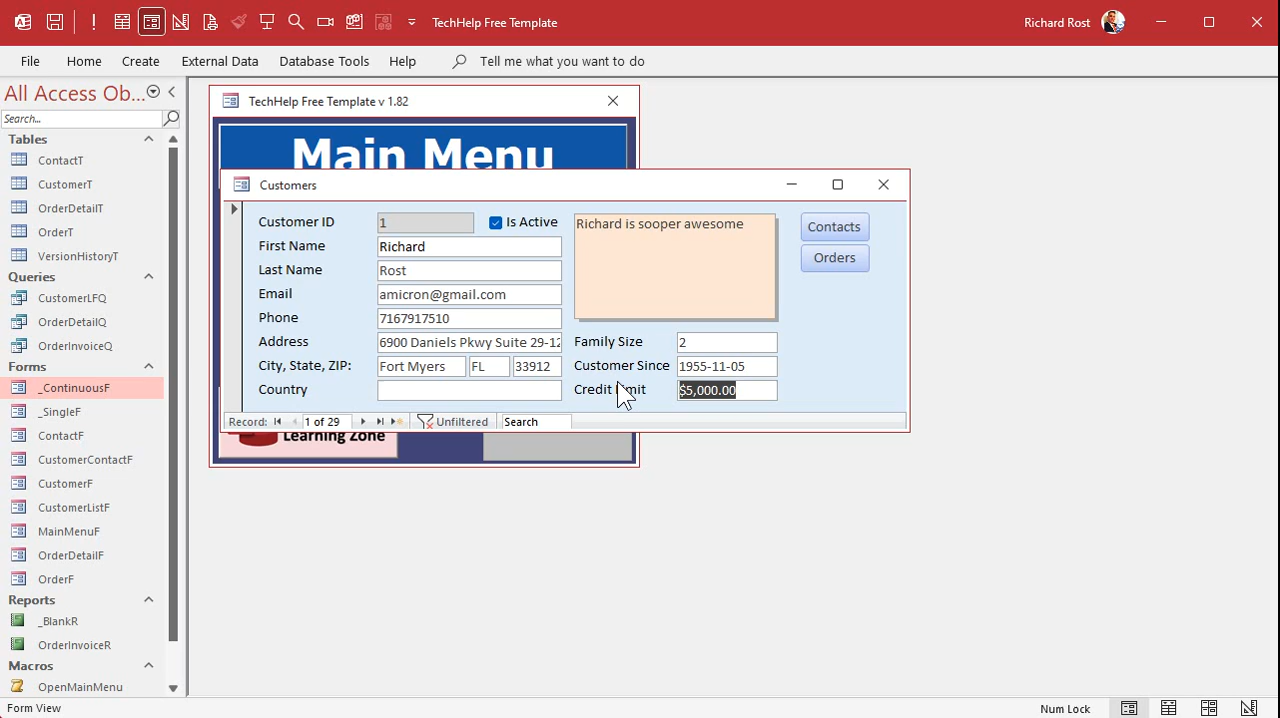 TechHelp Free Template
Richard Rost
File Home Create External Data Database Tools Help Tell me what you want to do
All Access Ob...
Search...
Tables
ContactT
CustomerT
OrderDetailT
OrderT
VersionHistoryT
Queries
CustomerLFQ
OrderDetailQ
OrderInvoiceQ
Forms
_ContinuousF
_SingleF
ContactF
CustomerContactF
CustomerF
CustomerListF
MainMenuF
OrderDetailF
OrderF
Reports
_BlankR
OrderInvoiceR
Macros
OpenMainMenu
TechHelp Free Template v 1.82
Main Menu
Customers
Customer ID 1 Is Active
First Name Richard
Last Name Rost
Email amicron@gmail.com
Phone 7167917510
Address 6900 Daniels Pkwy Suite 29-12
City, State, ZIP: Fort Myers FL 33912
Country
Richard is sooper awesome
Family Size 2
Customer Since 1955-11-05
Credit Limit $5,000.00
Contacts
Orders
Record: 1 of 29 Unfiltered Search
Learning Zone
Form View
Num Lock